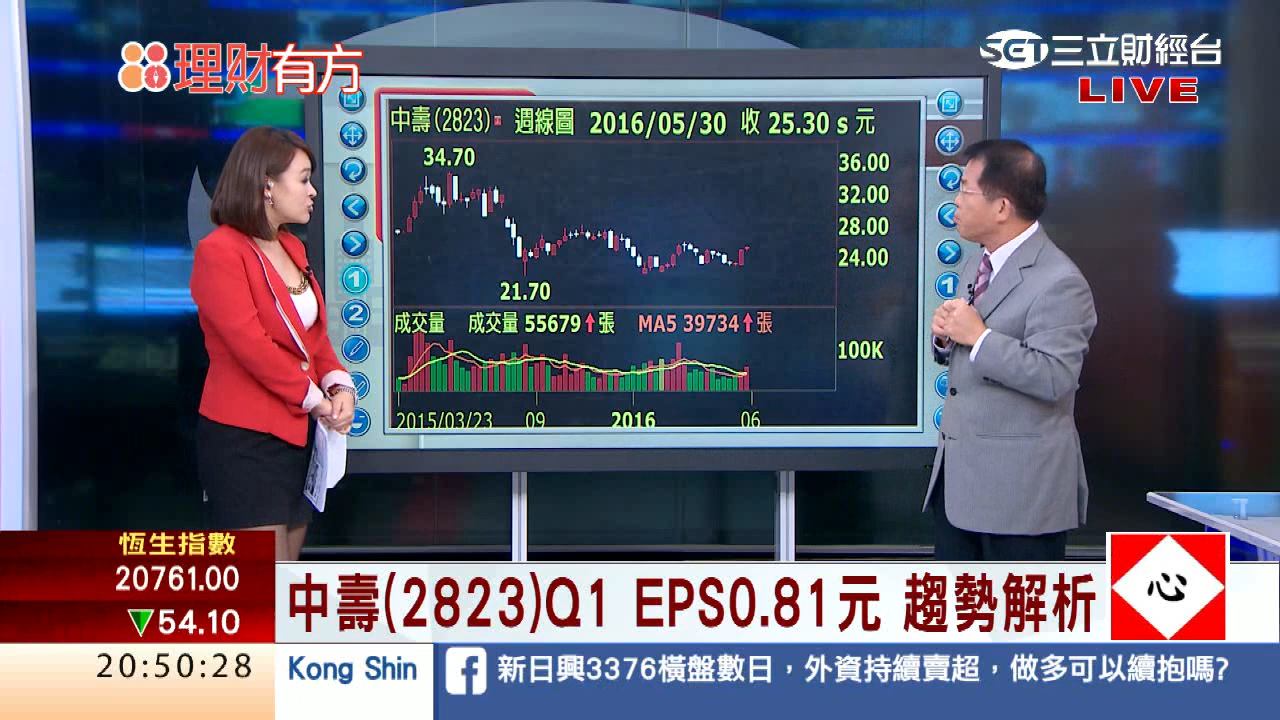 理財有方
SET三立財經台
LIVE
中壽(2823) 週線圖 2016/05/30 收 25.30 s 元
34.70
36.00
32.00
28.00
24.00
21.70
成交量 成交量 55679↑張 MA5 39734↑張
100K
2015/03/23 09 2016 06
恆生指數
20761.00
▼54.10
中壽(2823)Q1 EPS0.81元 趨勢解析
心
20:50:28
Kong Shin
新日興3376橫盤數日，外資持續賣超，做多可以續抱嗎?